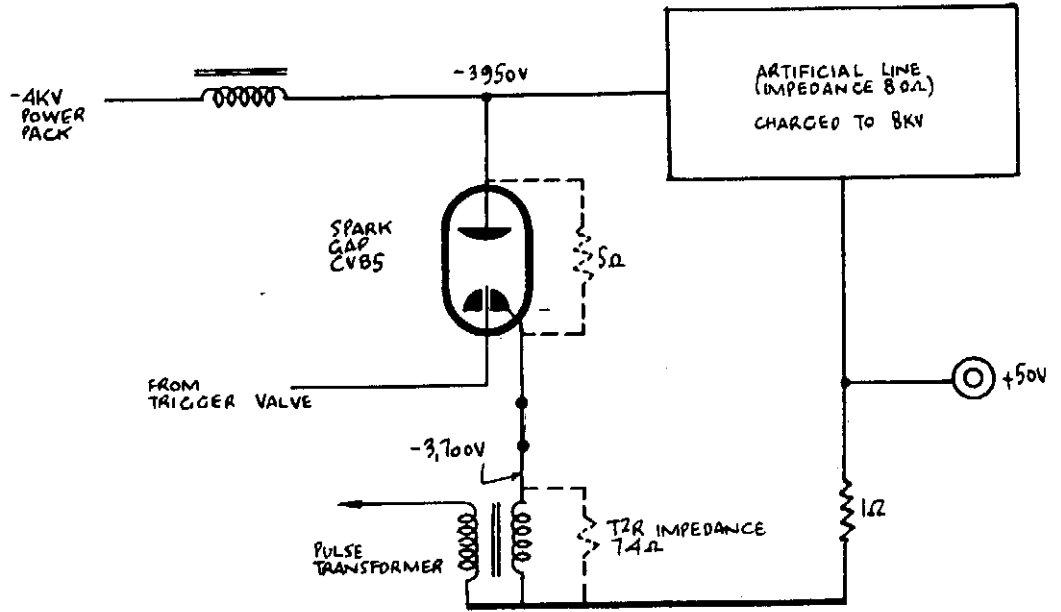 -3950V
-4KV
POWER
PACK
ARTIFICIAL LINE
(IMPEDANCE 80Ω)
CHARGED TO 8KV
SPARK
GAP
CV85
5Ω
FROM
TRIGGER VALVE
+50V
-3,700V
1Ω
T2R IMPEDANCE
74Ω
PULSE
TRANSFORMER